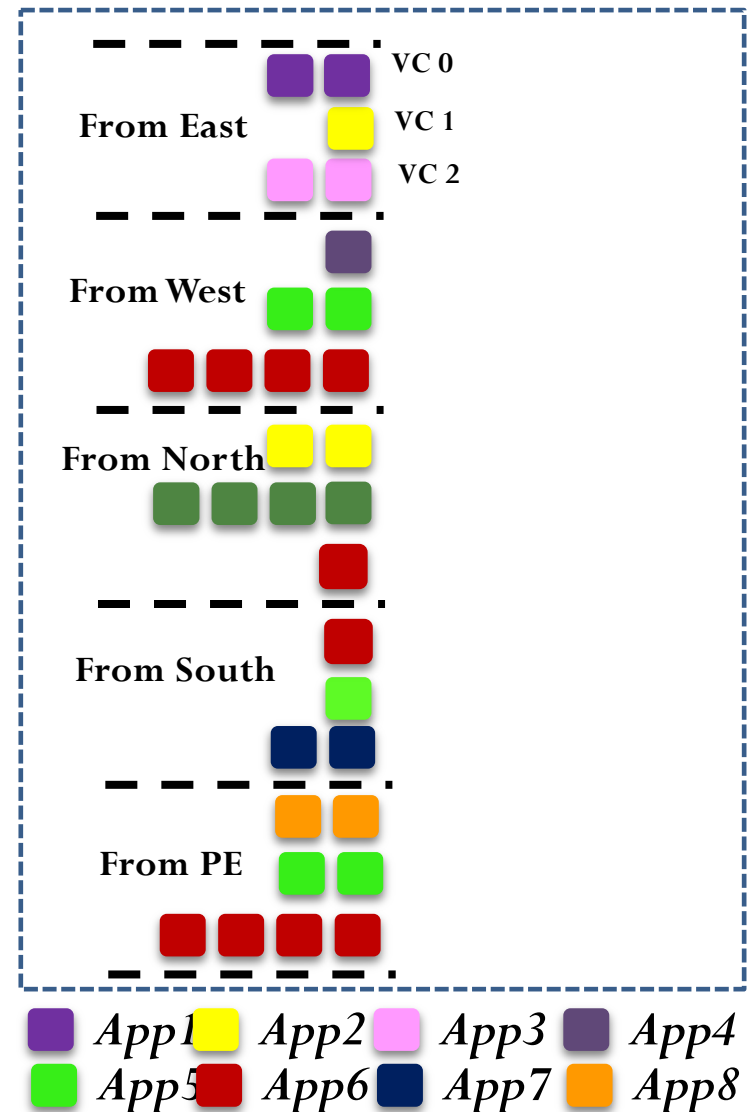 VC 0
From East
VC 1
VC 2
From West
From North
From South
From PE
App1 App2 App3 App4
App5 App6 App7 App8